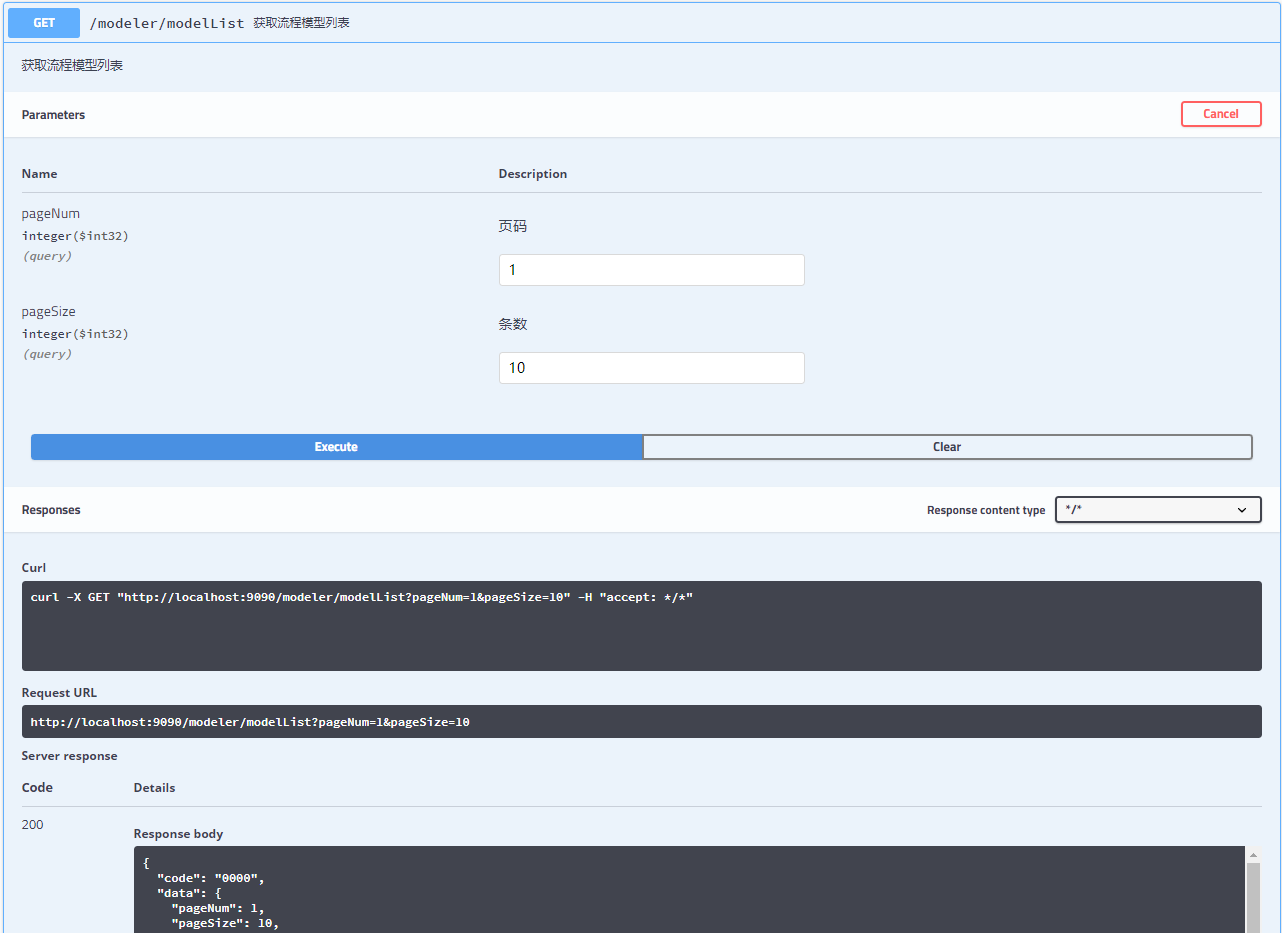 GET /modeler/modelList 获取流程模型列表
获取流程模型列表
Parameters Cancel
Name Description
pageNum
integer($int32)
(query)
页码
1
pageSize
integer($int32)
(query)
条数
10
Execute Clear
Responses Response content type */*
Curl
curl -X GET "http://localhost:9090/modeler/modelList?pageNum=1&pageSize=10" -H "accept: */*"
Request URL
http://localhost:9090/modeler/modelList?pageNum=1&pageSize=10
Server response
Code Details
200
Response body
{
  "code": "0000",
  "data": {
    "pageNum": 1,
    "pageSize": 10,